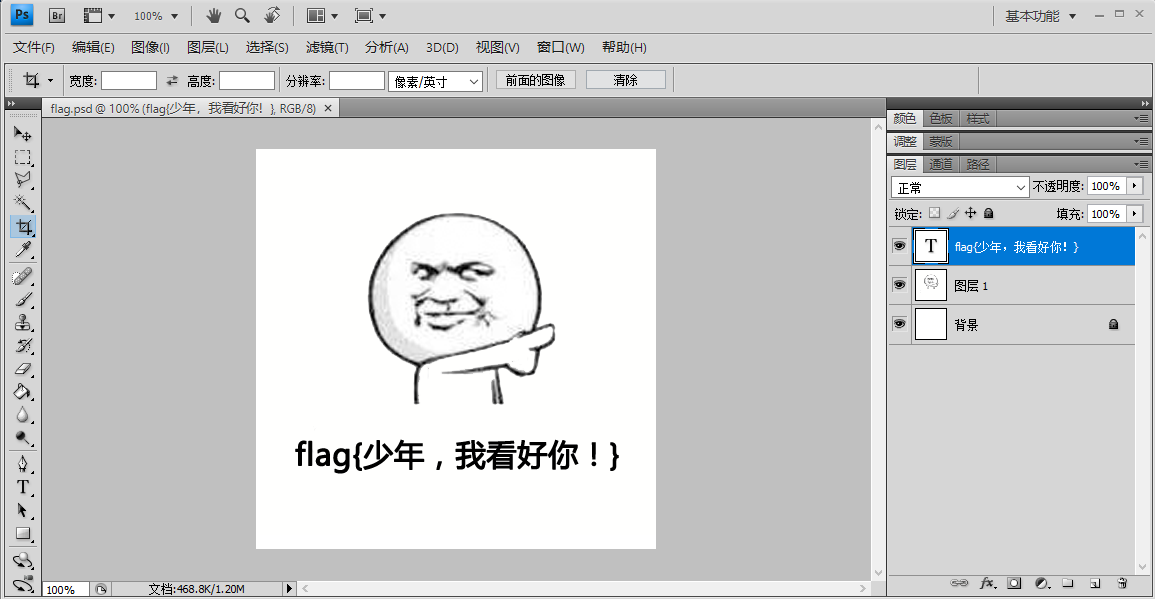 Ps Br 100% 基本功能
文件(F) 编辑(E) 图像(I) 图层(L) 选择(S) 滤镜(T) 分析(A) 3D(D) 视图(V) 窗口(W) 帮助(H)
宽度: 高度: 分辨率: 像素/英寸 前面的图像 清除
flag.psd @ 100% (flag{少年，我看好你！}, RGB/8)
颜色 色板 样式
调整 蒙版
图层 通道 路径
正常 不透明度: 100%
锁定: 填充: 100%
T flag{少年，我看好你！}
图层 1
背景
flag{少年，我看好你！}
T
100% 文档:468.8K/1.20M
fx